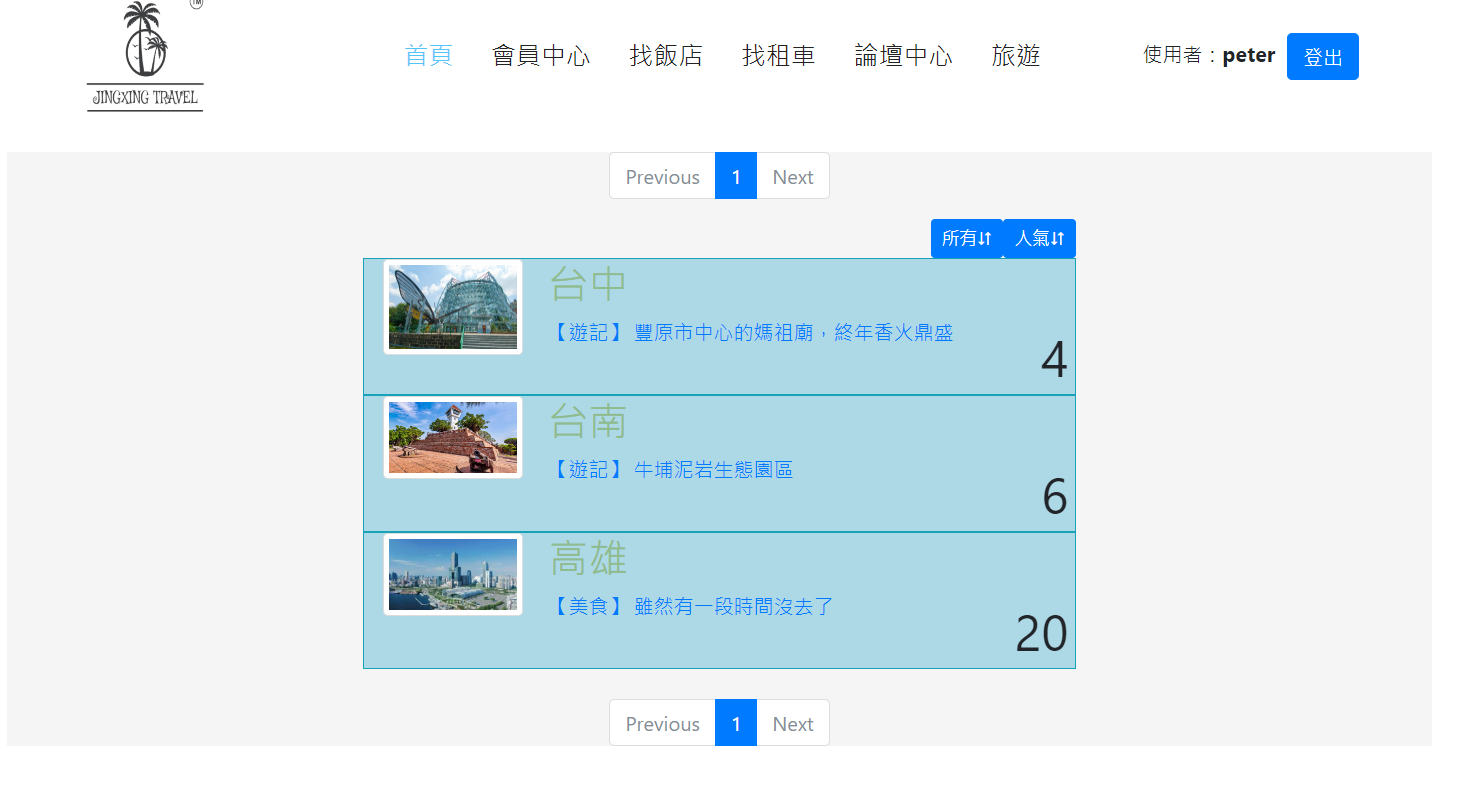 TM
JINGXING TRAVEL
首頁 會員中心 找飯店 找租車 論壇中心 旅遊 使用者：peter 登出
Previous 1 Next
所有 人氣
台中
【遊記】豐原市中心的媽祖廟，終年香火鼎盛
4
台南
【遊記】牛埔泥岩生態園區
6
高雄
【美食】雖然有一段時間沒去了
20
Previous 1 Next